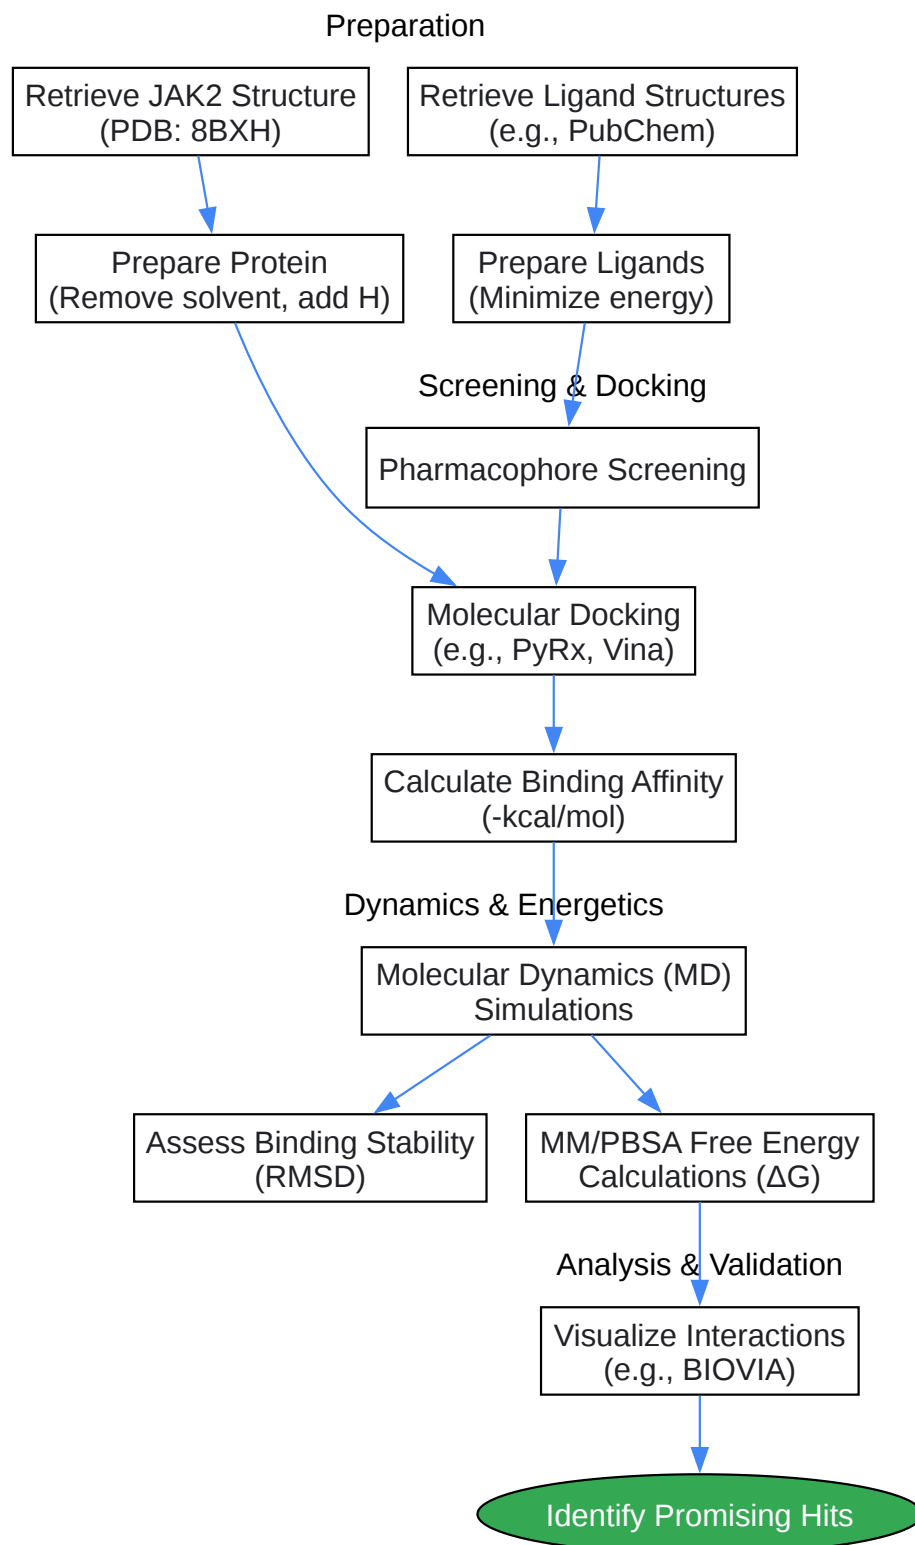 Preparation
Retrieve JAK2 Structure
(PDB: 8BXH)
Retrieve Ligand Structures
(e.g., PubChem)
Prepare Protein
(Remove solvent, add H)
Prepare Ligands
(Minimize energy)
Screening & Docking
Pharmacophore Screening
Molecular Docking
(e.g., PyRx, Vina)
Calculate Binding Affinity
(-kcal/mol)
Dynamics & Energetics
Molecular Dynamics (MD)
Simulations
Assess Binding Stability
(RMSD)
MM/PBSA Free Energy
Calculations (ΔG)
Analysis & Validation
Visualize Interactions
(e.g., BIOVIA)
Identify Promising Hits